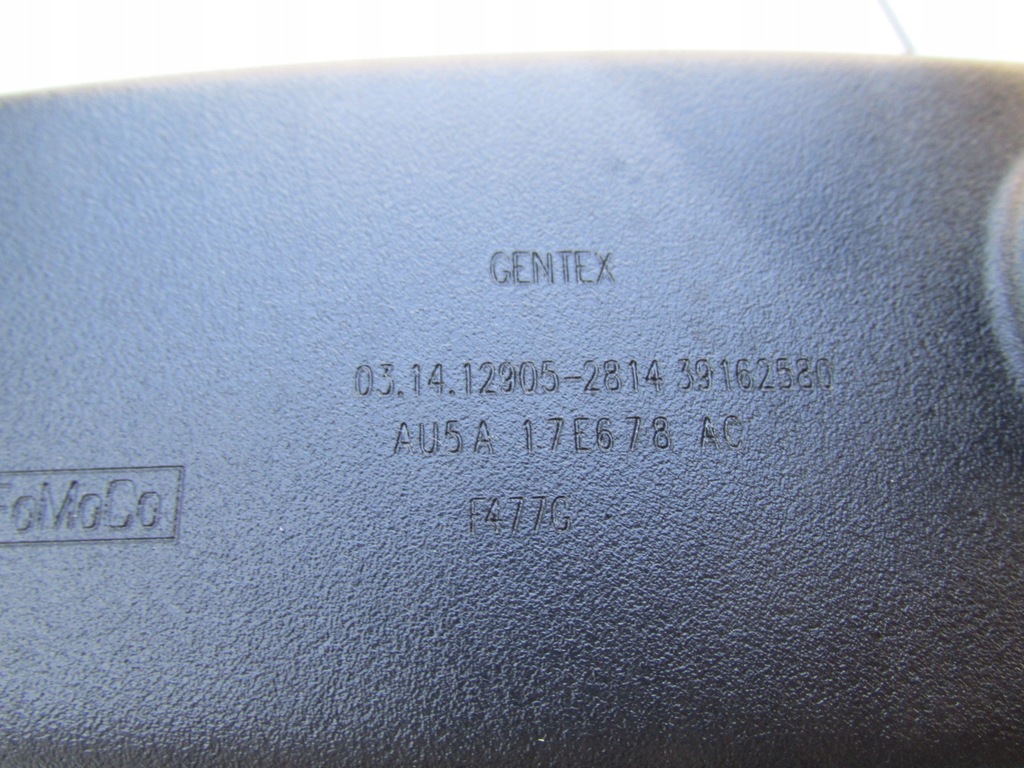 GENTEX
03.14.12905-2814 39162580
AU5A 17E678 AC
FoMoCo
F477G